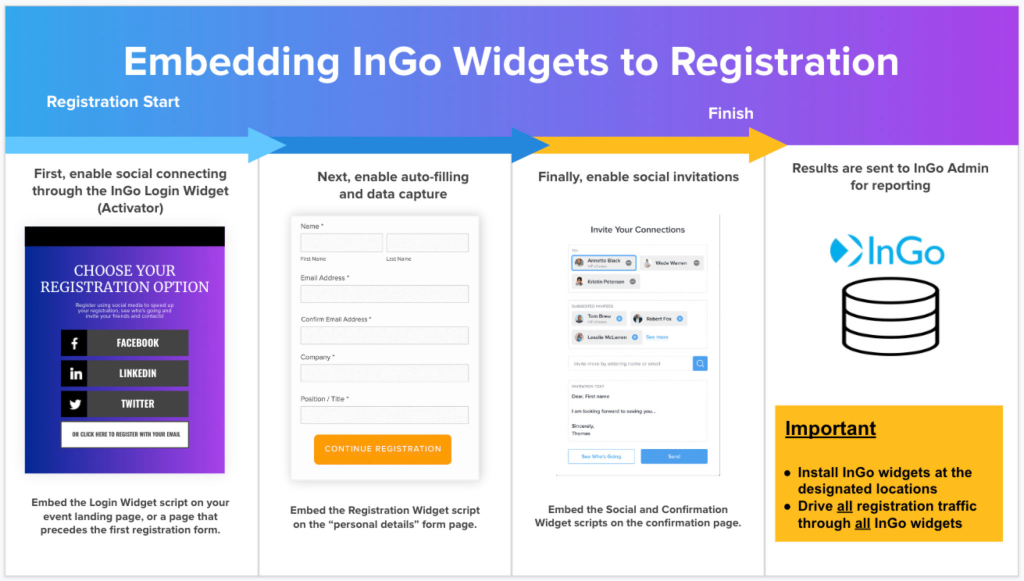 Embedding InGo Widgets to Registration
Registration Start
Finish
First, enable social connecting
through the InGo Login Widget
(Activator)
CHOOSE YOUR
REGISTRATION OPTION
Register using social media to speed up
your registration, see who's going and
invite your friends and contacts!
FACEBOOK
LINKEDIN
TWITTER
OR CLICK HERE TO REGISTER WITH YOUR EMAIL
Embed the Login Widget script on your
event landing page, or a page that
precedes the first registration form.
Next, enable auto-filling
and data capture
Name *
First Name Last Name
Email Address *
Confirm Email Address *
Company *
Position / Title *
CONTINUE REGISTRATION
Embed the Registration Widget script
on the “personal details” form page.
Finally, enable social invitations
Invite Your Connections
Annette Black
Wade Warren
Kristin Peterson
SUGGESTED INVITEES
Tom Brew
Robert Fox
Louelle McLarren
See more
Invite more by entering name or email
INVITATION TEXT
Dear, First name
I am looking forward to seeing you...
Sincerely,
Thomas
See Who's Going Send
Embed the Social and Confirmation
Widget scripts on the confirmation page.
Results are sent to InGo Admin
for reporting
InGo
Important
● Install InGo widgets at the
designated locations
● Drive all registration traffic
through all InGo widgets